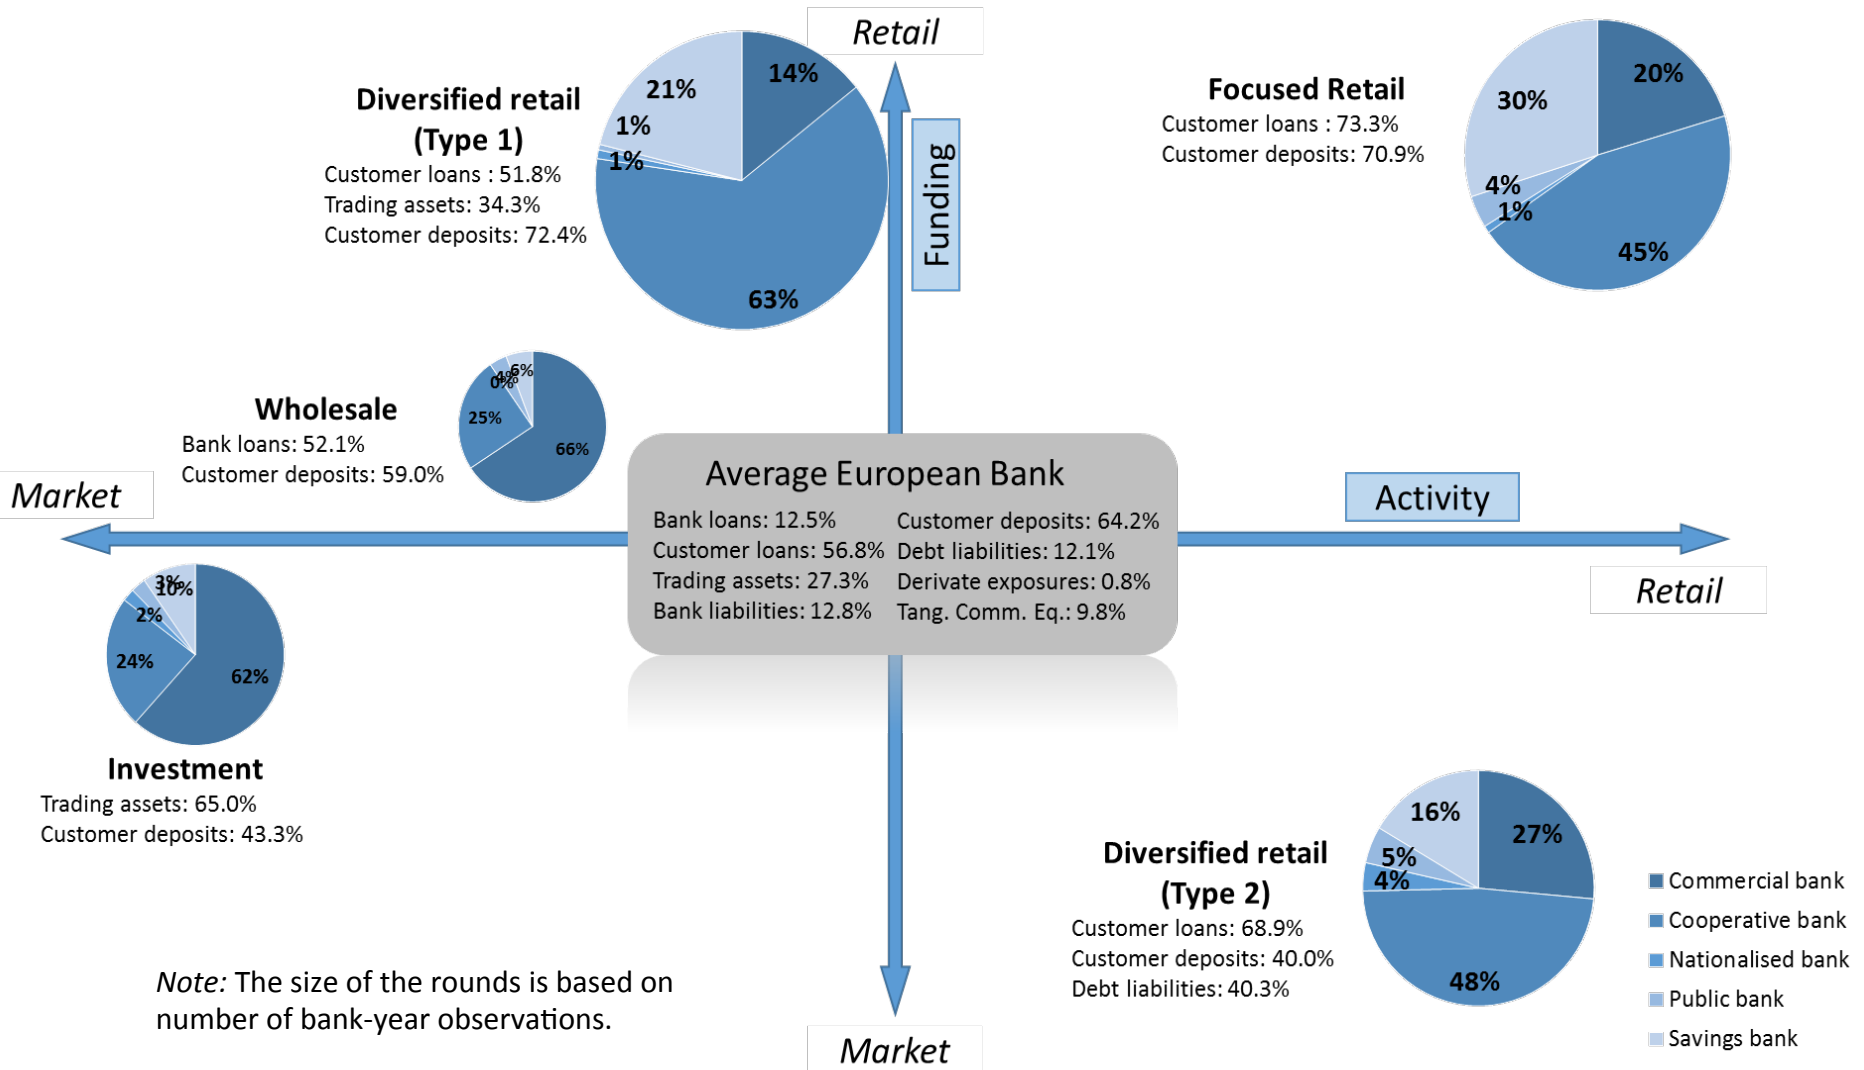 Retail
Diversified retail
(Type 1)
Customer loans : 51.8%
Trading assets: 34.3%
Customer deposits: 72.4%
14%
21%
1%
1%
63%
Funding
Focused Retail
Customer loans : 73.3%
Customer deposits: 70.9%
20%
30%
4%
1%
45%
Wholesale
Bank loans: 52.1%
Customer deposits: 59.0%
6%
4%
0%
25%
66%
Market
Average European Bank
Bank loans: 12.5%
Customer loans: 56.8%
Trading assets: 27.3%
Bank liabilities: 12.8%
Customer deposits: 64.2%
Debt liabilities: 12.1%
Derivate exposures: 0.8%
Tang. Comm. Eq.: 9.8%
Activity
Retail
3%
10%
2%
24%
62%
Investment
Trading assets: 65.0%
Customer deposits: 43.3%
Diversified retail
(Type 2)
Customer loans: 68.9%
Customer deposits: 40.0%
Debt liabilities: 40.3%
16%
27%
5%
4%
48%
Commercial bank
Cooperative bank
Nationalised bank
Public bank
Savings bank
Note: The size of the rounds is based on
number of bank-year observations.
Market